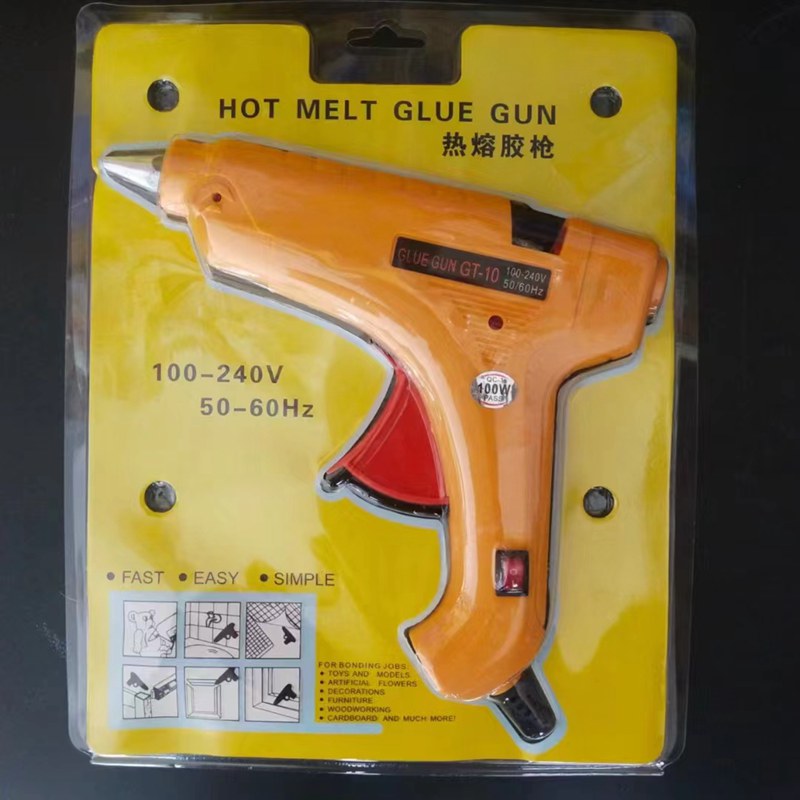 HOT MELT GLUE GUN
热熔胶枪
GLUE GUN GT-10
100-240V
50/60Hz
100-240V
50-60Hz
QC
100W
PASS
• FAST • EASY • SIMPLE
FOR BONDING JOBS:
• TOYS AND MODELS
• ARTIFICIAL FLOWERS
• DECORATIONS
• FURNITURE
• WOODWORKING
• CARDBOARD AND MUCH MORE!